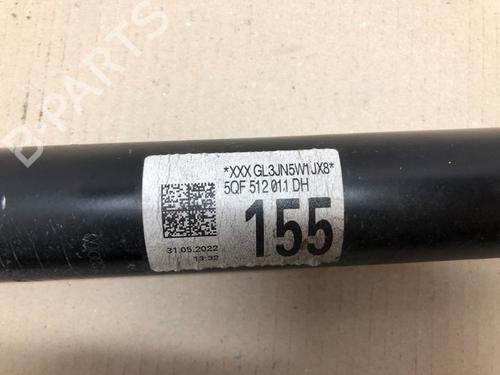 B-PARTS
*XXX GL3JN5W1JX8*
5QF 512 011 DH
31.05.2022
13:32
155